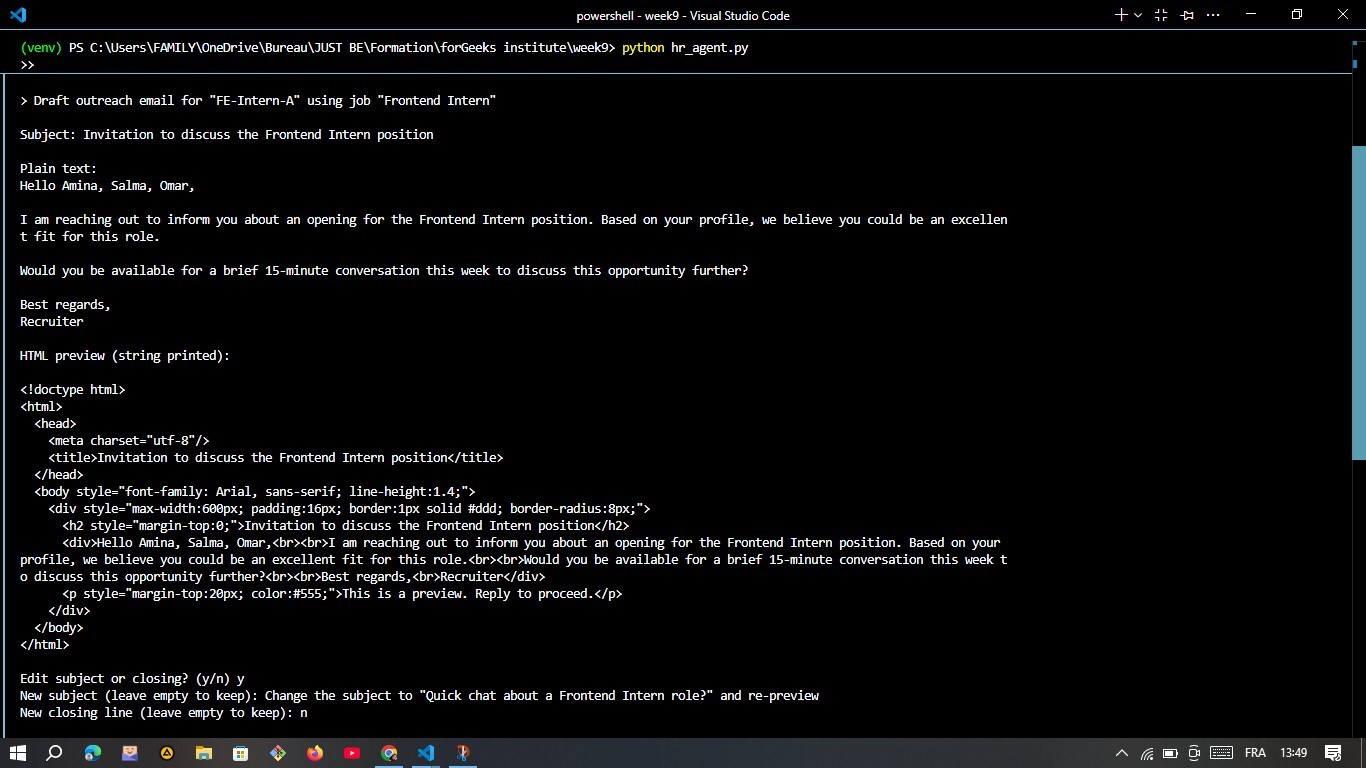 powershell - week9 - Visual Studio Code
(venv) PS C:\Users\FAMILY\OneDrive\Bureau\JUST BE\Formation\forGeeks institute\week9> python hr_agent.py
>>
> Draft outreach email for "FE-Intern-A" using job "Frontend Intern"
Subject: Invitation to discuss the Frontend Intern position
Plain text:
Hello Amina, Salma, Omar,
I am reaching out to inform you about an opening for the Frontend Intern position. Based on your profile, we believe you could be an excellen
t fit for this role.
Would you be available for a brief 15-minute conversation this week to discuss this opportunity further?
Best regards,
Recruiter
HTML preview (string printed):
<!doctype html>
<html>
  <head>
    <meta charset="utf-8"/>
    <title>Invitation to discuss the Frontend Intern position</title>
  </head>
  <body style="font-family: Arial, sans-serif; line-height:1.4;">
    <div style="max-width:600px; padding:16px; border:1px solid #ddd; border-radius:8px;">
      <h2 style="margin-top:0;">Invitation to discuss the Frontend Intern position</h2>
      <div>Hello Amina, Salma, Omar,<br><br>I am reaching out to inform you about an opening for the Frontend Intern position. Based on your
profile, we believe you could be an excellent fit for this role.<br><br>Would you be available for a brief 15-minute conversation this week t
o discuss this opportunity further?<br><br>Best regards,<br>Recruiter</div>
      <p style="margin-top:20px; color:#555;">This is a preview. Reply to proceed.</p>
    </div>
  </body>
</html>
Edit subject or closing? (y/n) y
New subject (leave empty to keep): Change the subject to "Quick chat about a Frontend Intern role?" and re-preview
New closing line (leave empty to keep): n
FRA
13:49